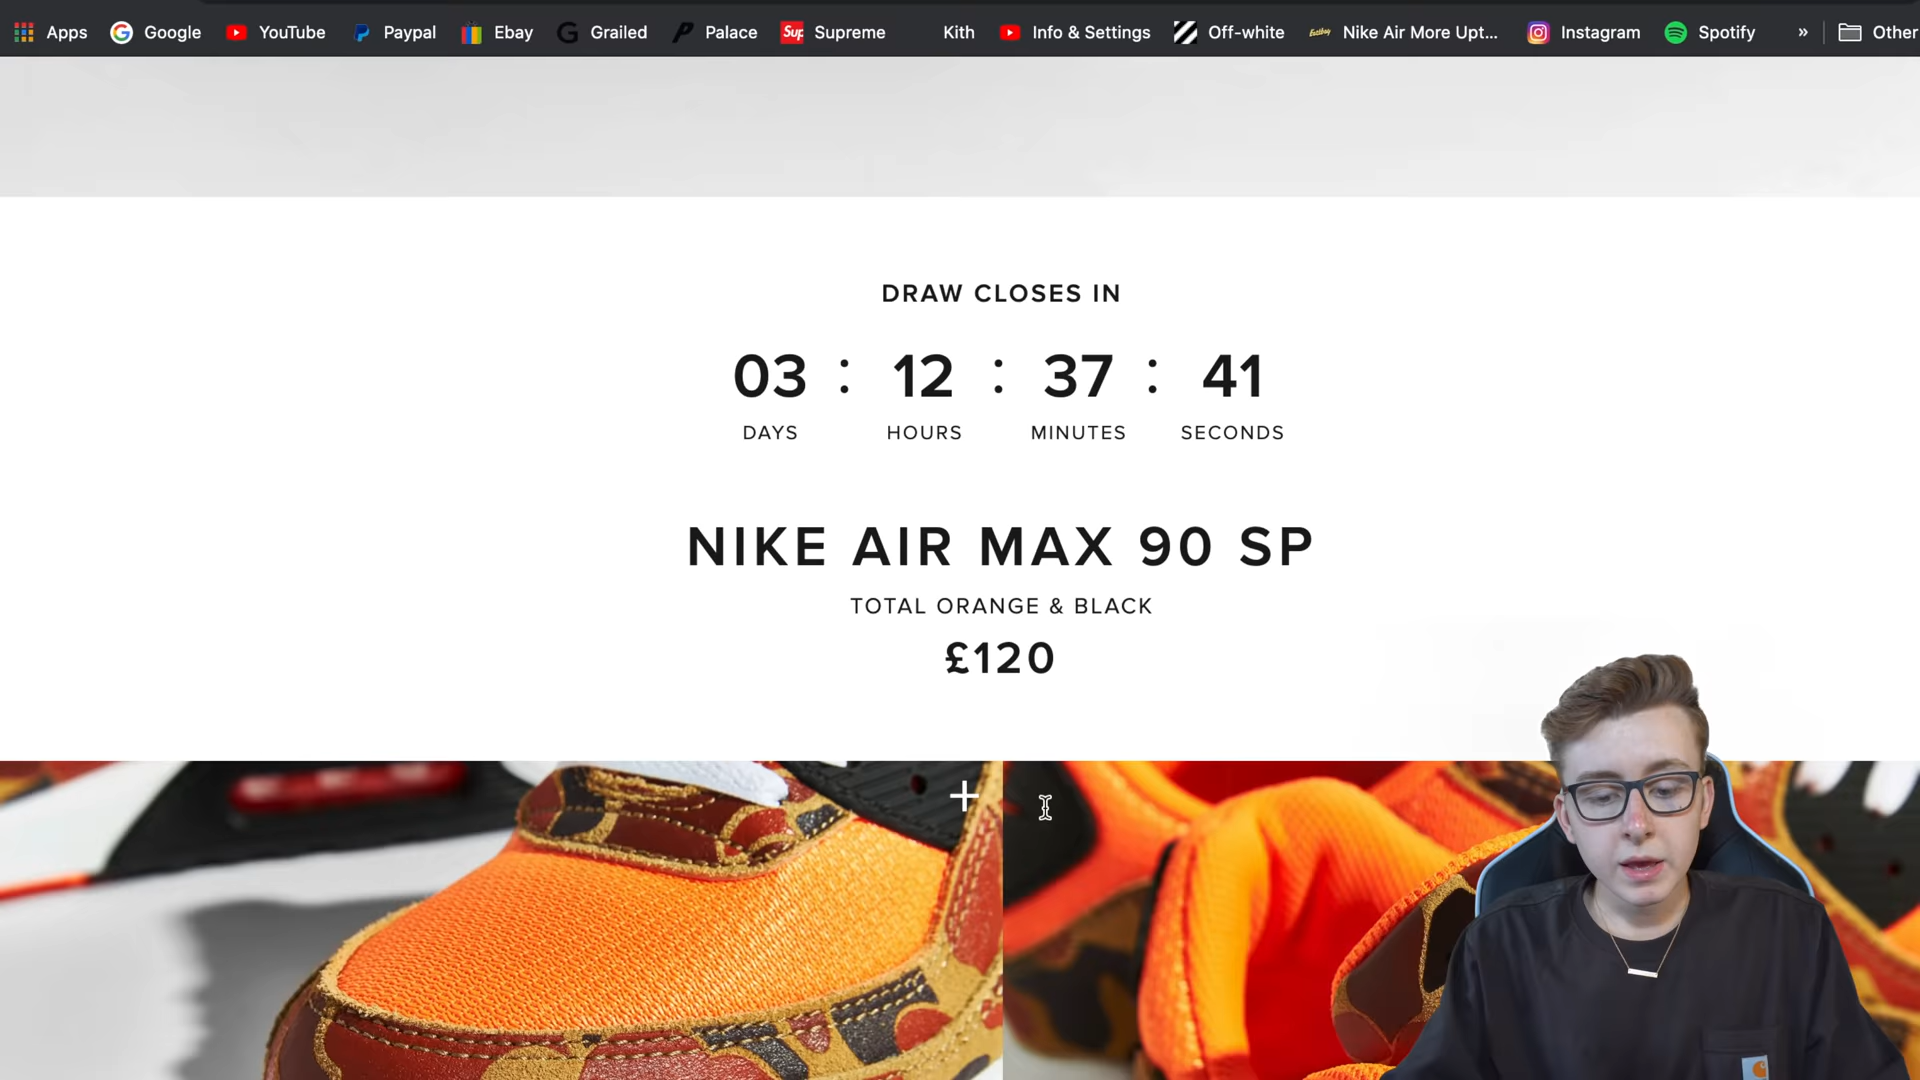 Apps Google YouTube Paypal Ebay Grailed Palace Supreme Kith Info & Settings Off-white Nike Air More Upt... Instagram Spotify » Other
DRAW CLOSES IN
03 : 12 : 37 : 41
DAYS HOURS MINUTES SECONDS
NIKE AIR MAX 90 SP
TOTAL ORANGE & BLACK
£120